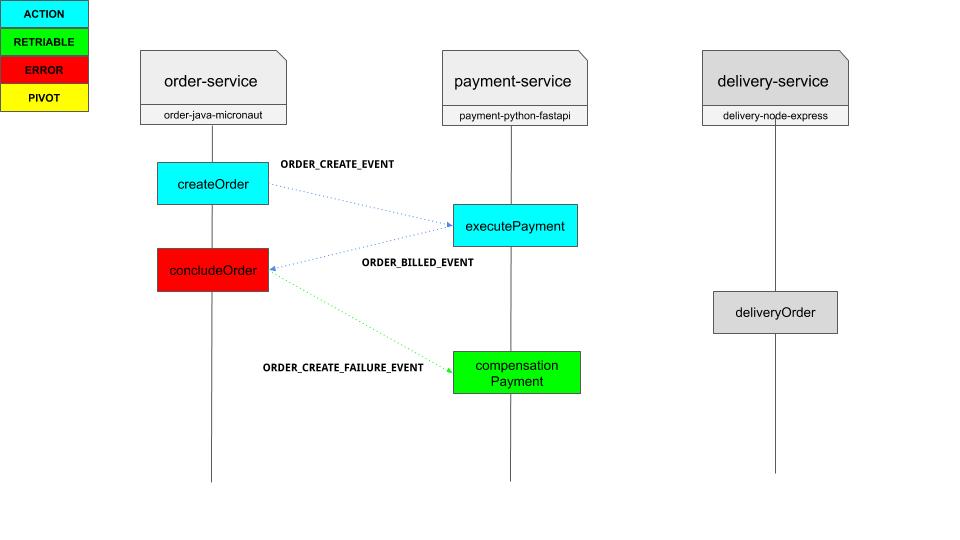 ACTION
RETRIABLE
ERROR
PIVOT
order-service
order-java-micronaut
payment-service
payment-python-fastapi
delivery-service
delivery-node-express
ORDER_CREATE_EVENT
createOrder
executePayment
ORDER_BILLED_EVENT
concludeOrder
deliveryOrder
ORDER_CREATE_FAILURE_EVENT
compensation
Payment